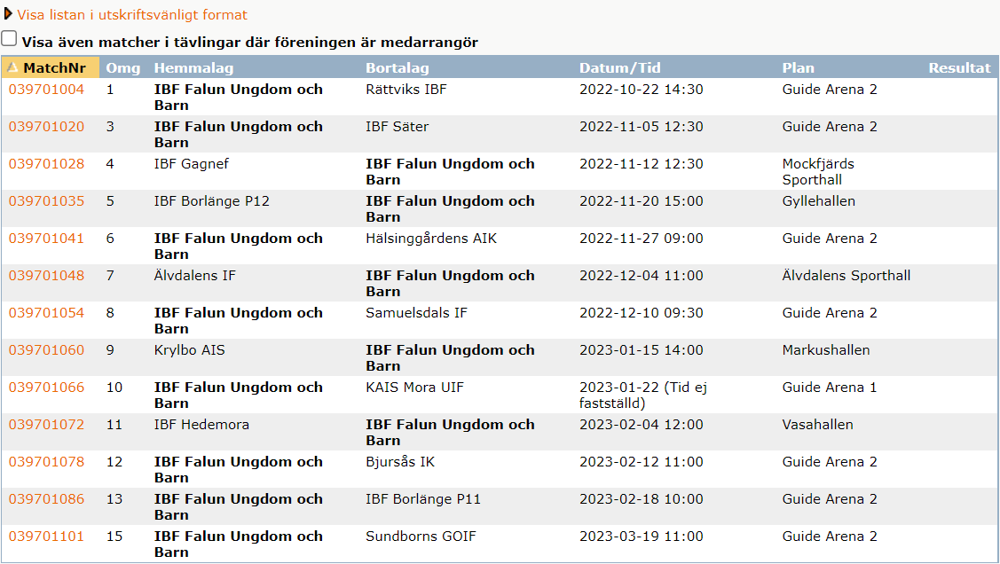 Visa listan i utskriftsvänligt format
Visa även matcher i tävlingar där föreningen är medarrangör
MatchNr Omg Hemmalag Bortalag Datum/Tid Plan Resultat
039701004 1 IBF Falun Ungdom och Rättviks IBF 2022-10-22 14:30 Guide Arena 2
Barn
039701020 3 IBF Falun Ungdom och IBF Säter 2022-11-05 12:30 Guide Arena 2
Barn
039701028 4 IBF Gagnef IBF Falun Ungdom och 2022-11-12 12:30 Mockfjärds
Barn Sporthall
039701035 5 IBF Borlänge P12 IBF Falun Ungdom och 2022-11-20 15:00 Gyllehallen
Barn
039701041 6 IBF Falun Ungdom och Hälsinggårdens AIK 2022-11-27 09:00 Guide Arena 2
Barn
039701048 7 Älvdalens IF IBF Falun Ungdom och 2022-12-04 11:00 Älvdalens Sporthall
Barn
039701054 8 IBF Falun Ungdom och Samuelsdals IF 2022-12-10 09:30 Guide Arena 2
Barn
039701060 9 Krylbo AIS IBF Falun Ungdom och 2023-01-15 14:00 Markushallen
Barn
039701066 10 IBF Falun Ungdom och KAIS Mora UIF 2023-01-22 (Tid ej Guide Arena 1
Barn fastställd)
039701072 11 IBF Hedemora IBF Falun Ungdom och 2023-02-04 12:00 Vasahallen
Barn
039701078 12 IBF Falun Ungdom och Bjursås IK 2023-02-12 11:00 Guide Arena 2
Barn
039701086 13 IBF Falun Ungdom och IBF Borlänge P11 2023-02-18 10:00 Guide Arena 2
Barn
039701101 15 IBF Falun Ungdom och Sundborns GOIF 2023-03-19 11:00 Guide Arena 2
Barn